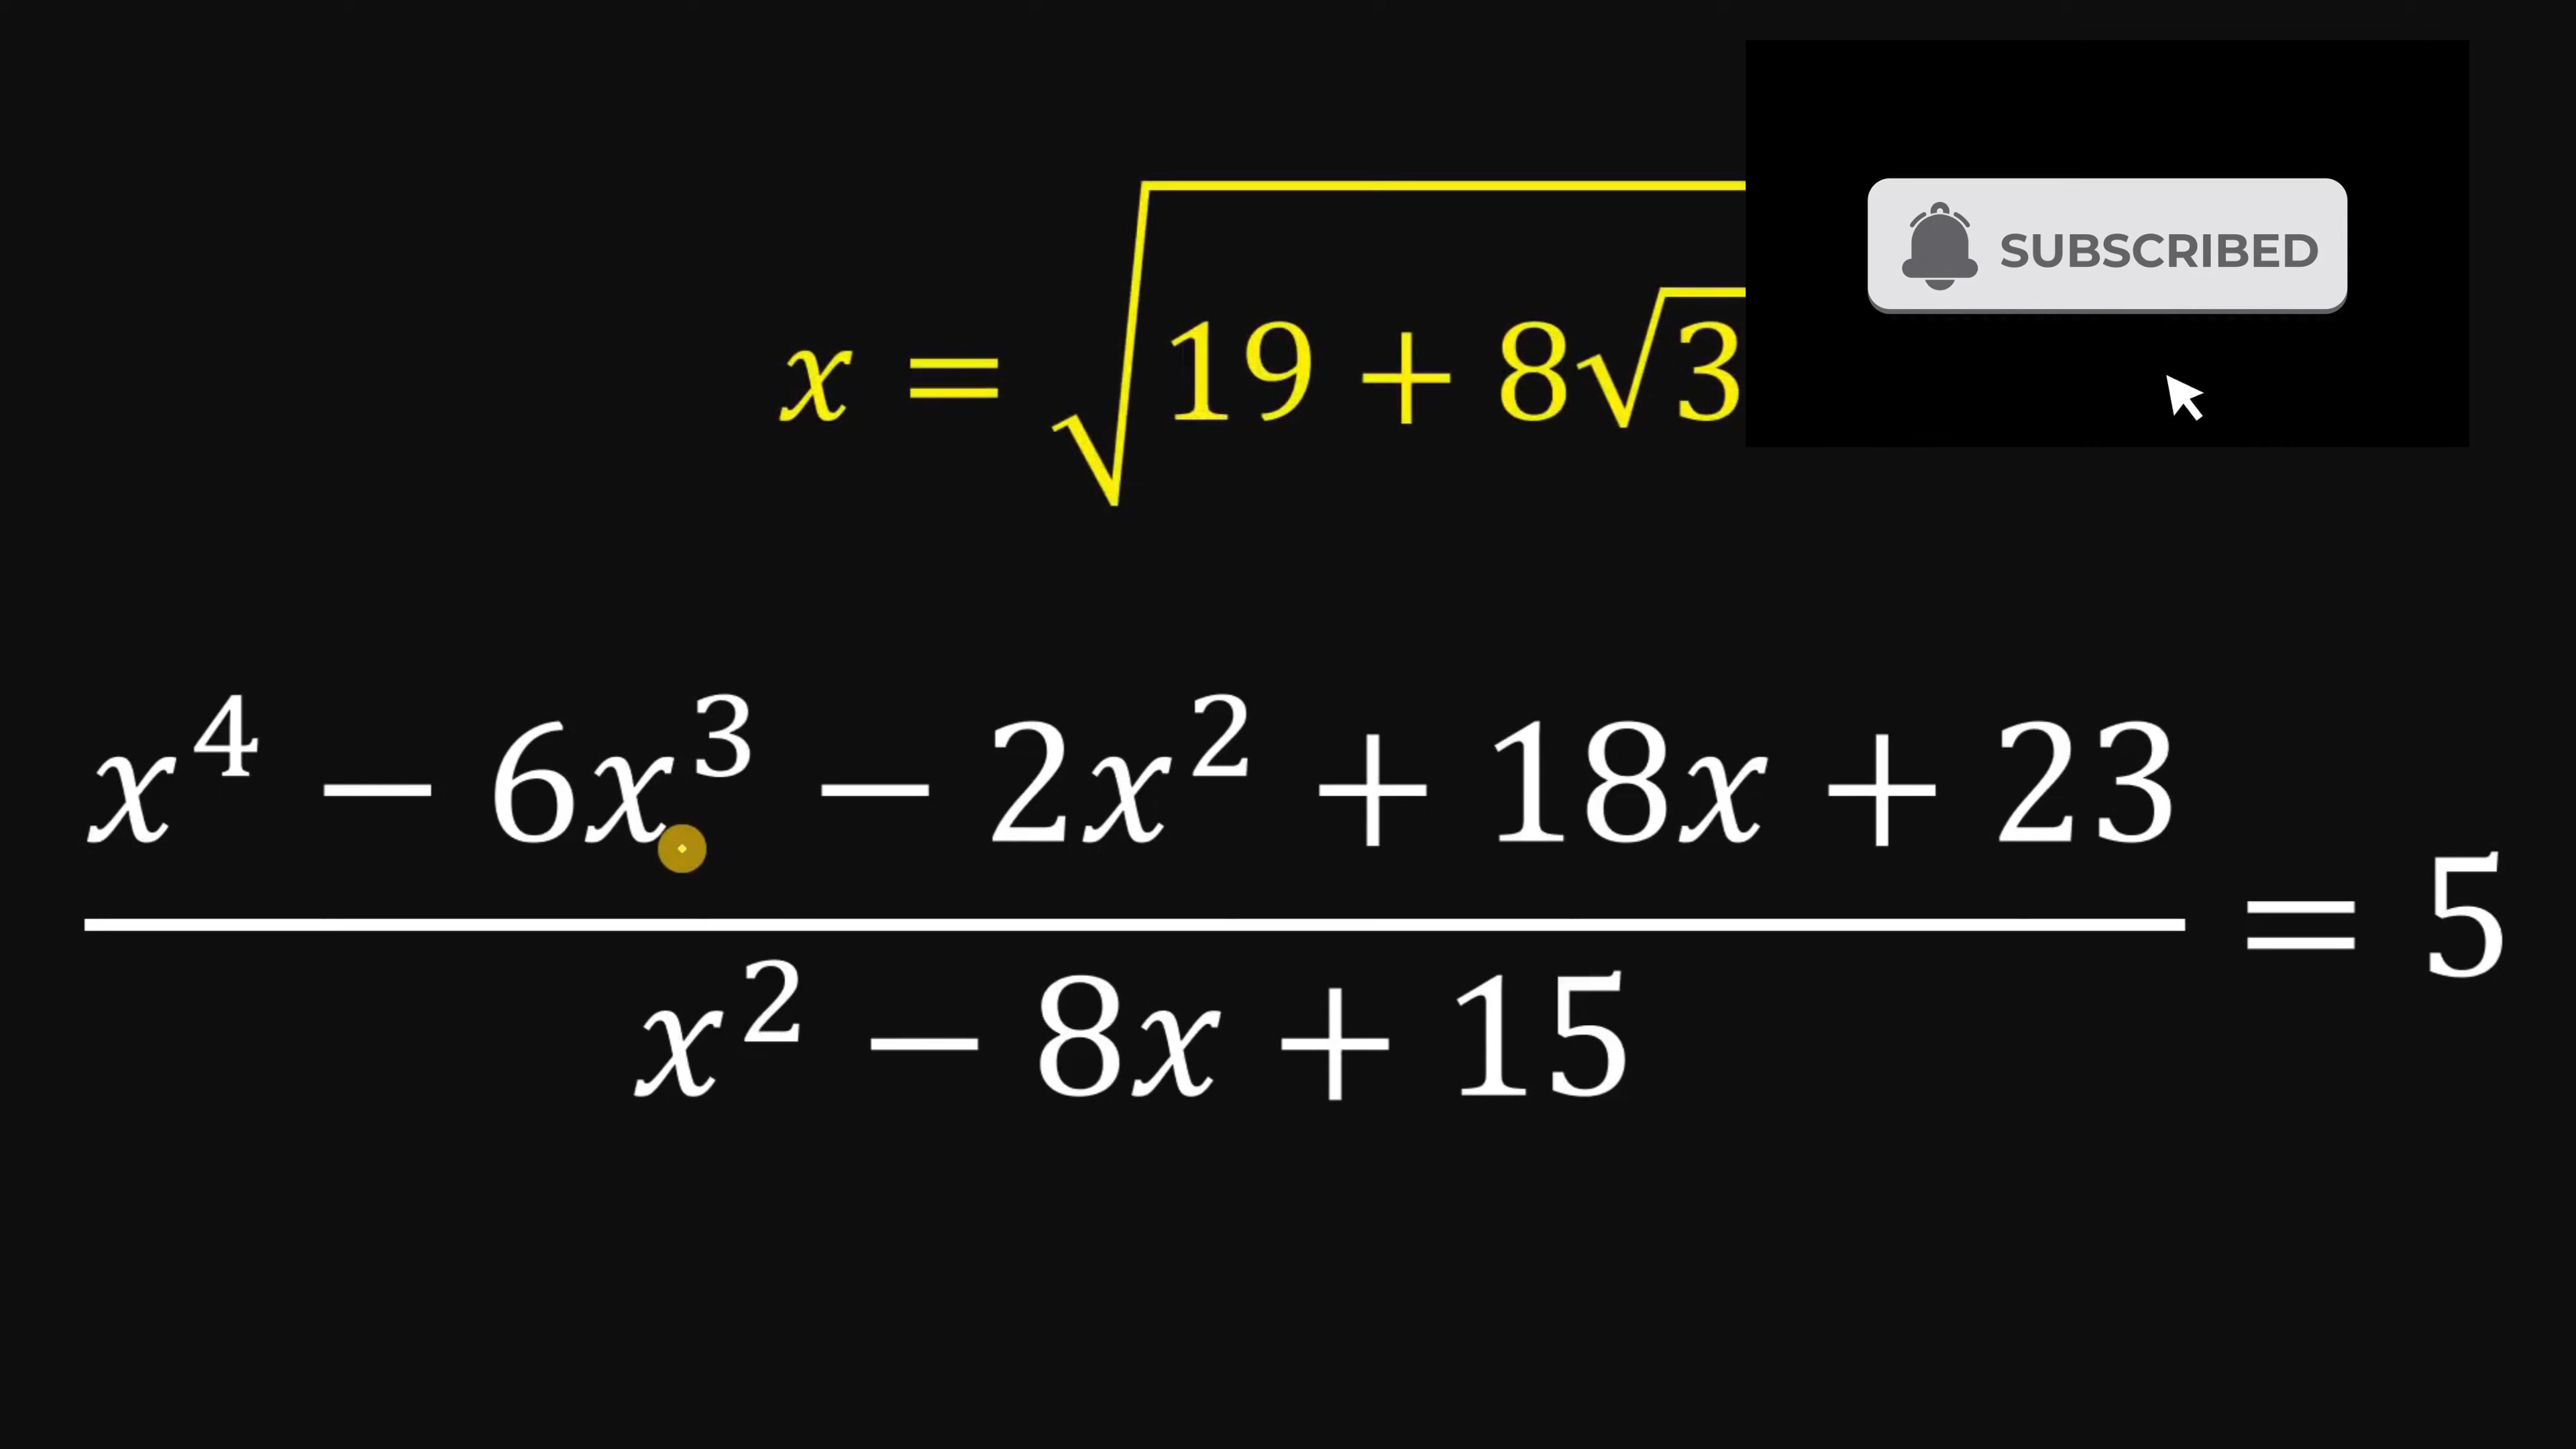 SUBSCRIBED
x = √(19 + 8√3
x⁴ − 6x³ − 2x² + 18x + 23
= 5
x² − 8x + 15